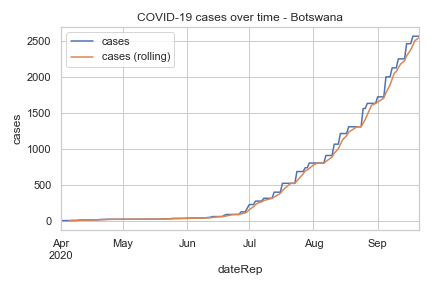 COVID-19 cases over time - Botswana
cases
cases (rolling)
2500
2000
1500
1000
500
0
cases
Apr May Jun Jul Aug Sep
2020
dateRep